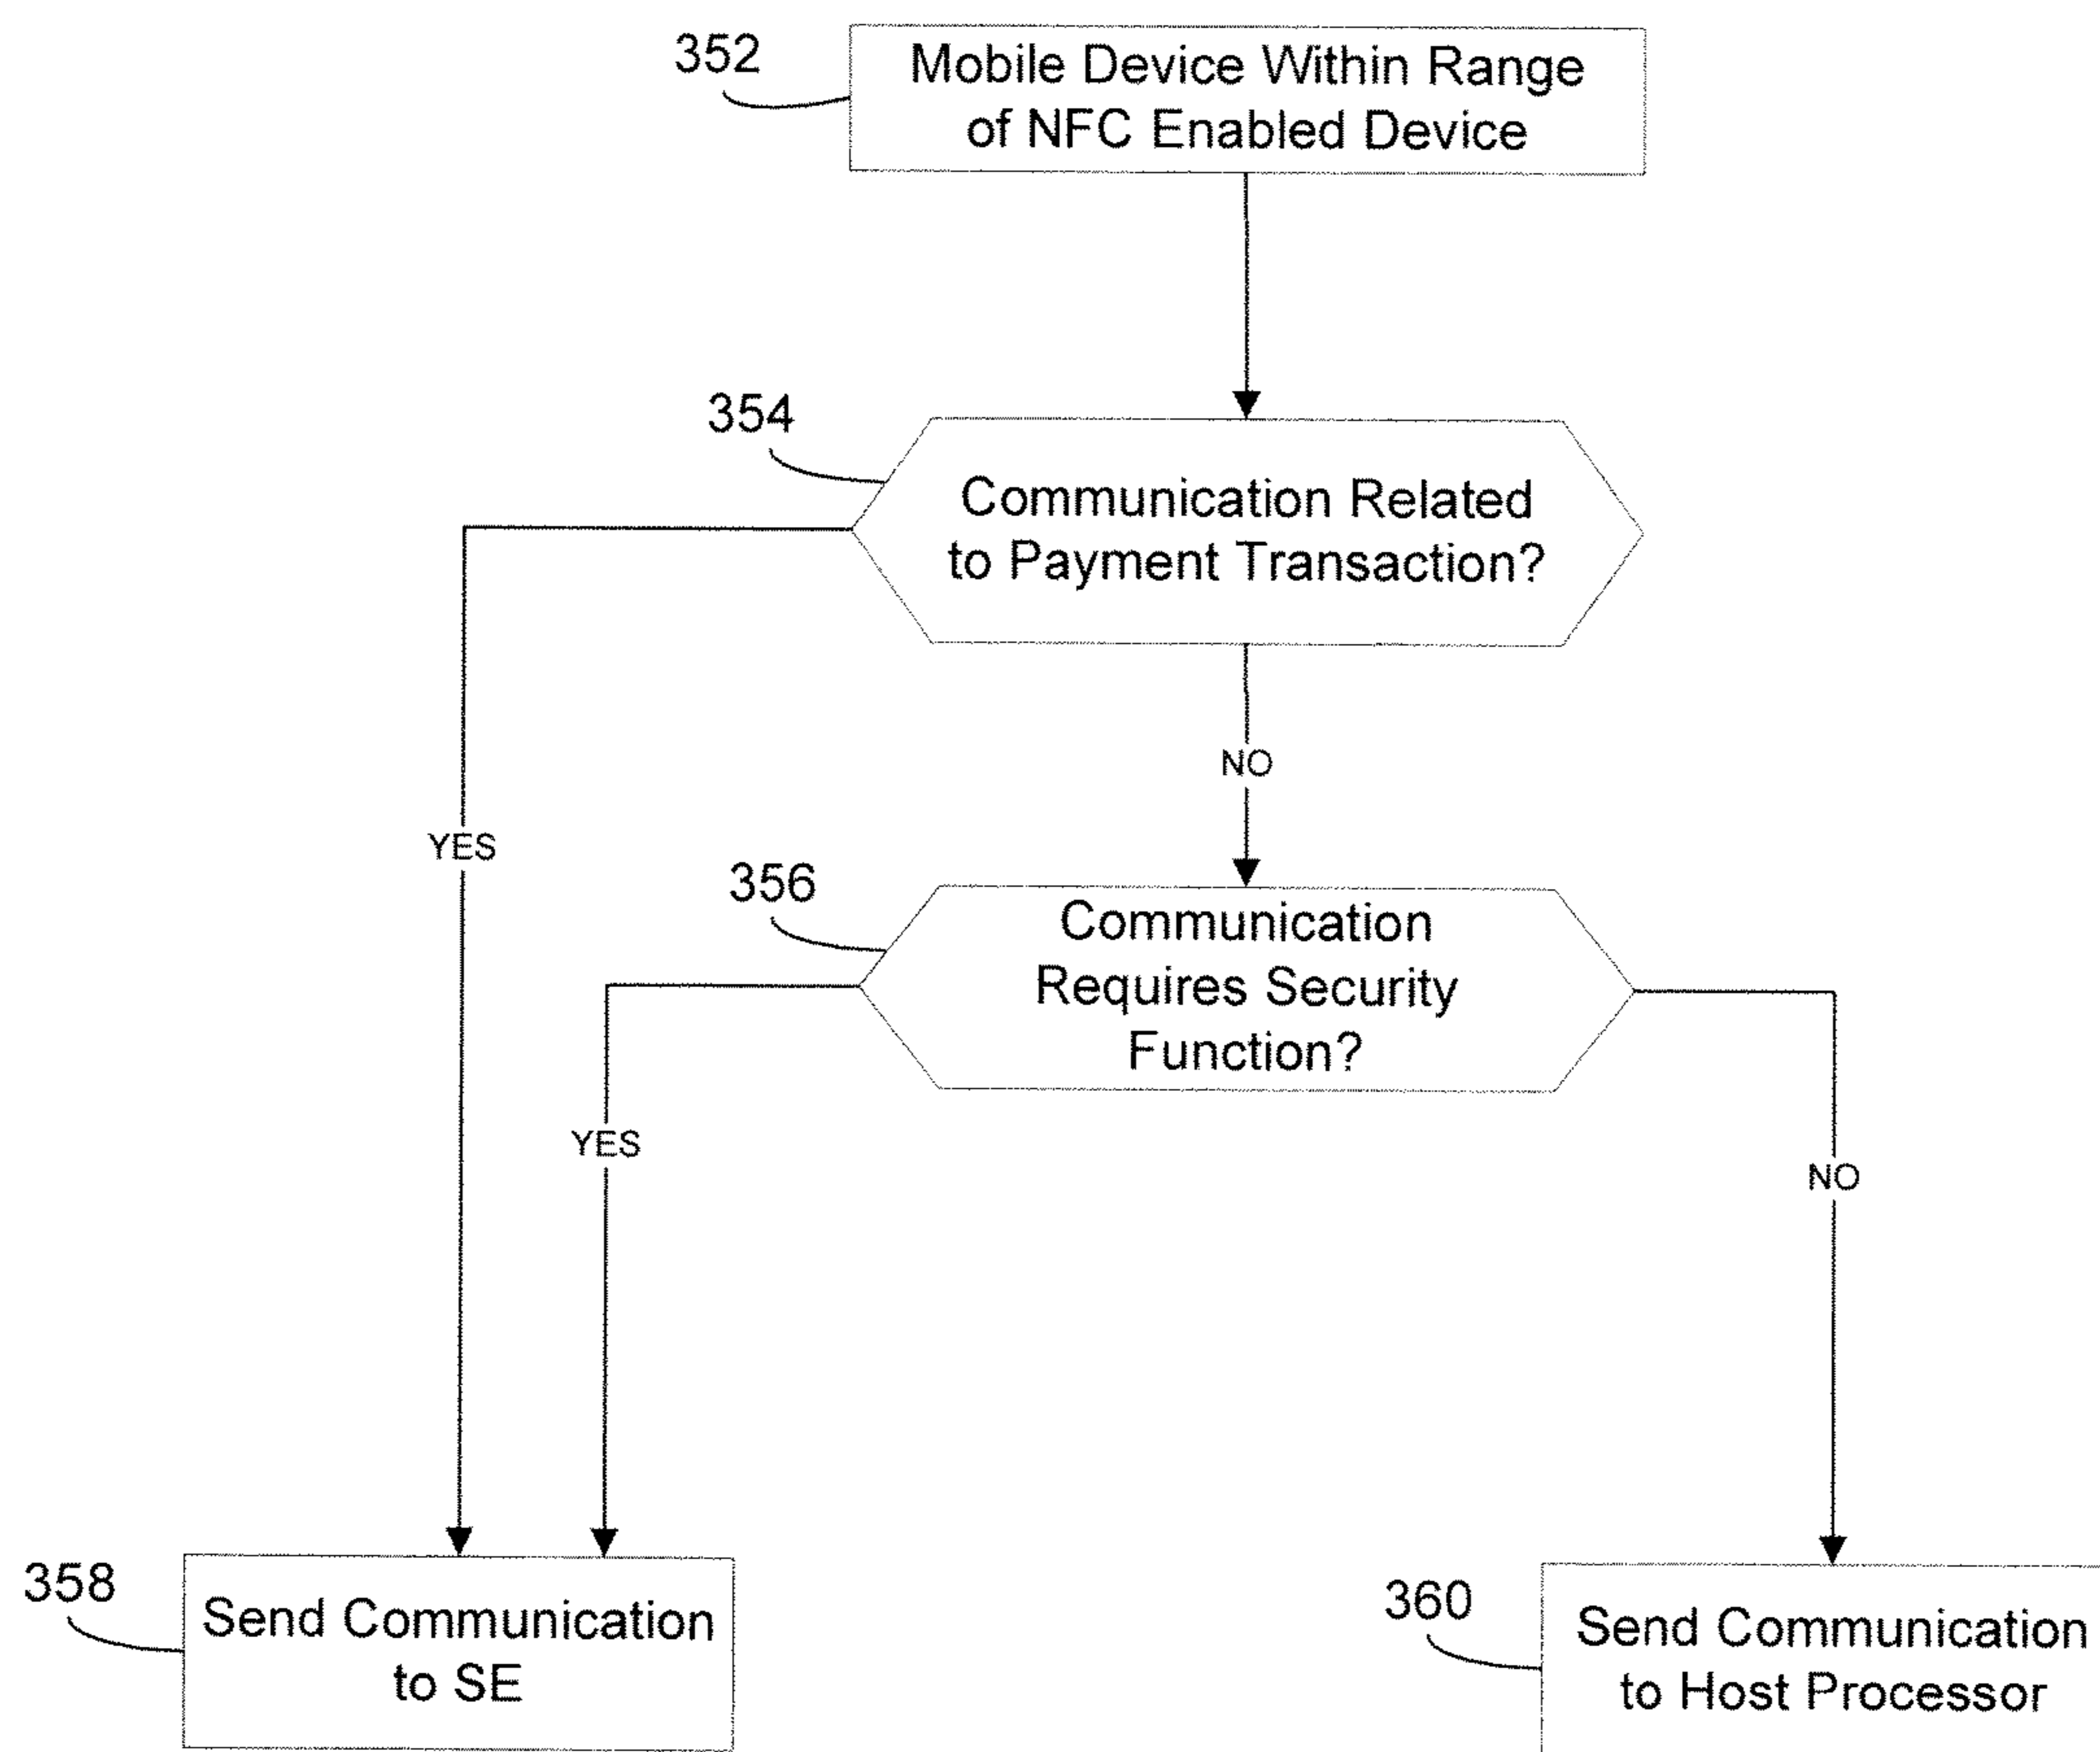 352
Mobile Device Within Range
of NFC Enabled Device
354
Communication Related
to Payment Transaction?
NO
YES
356
Communication
Requires Security
Function?
YES
NO
358
Send Communication
to SE
360
Send Communication
to Host Processor